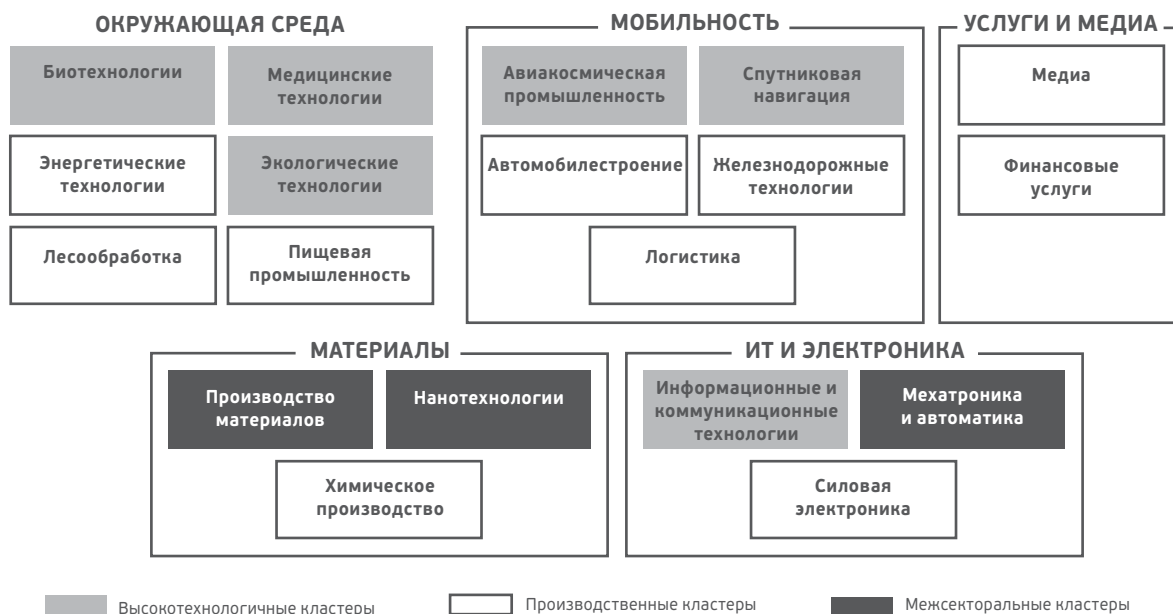 ОКРУЖАЮЩАЯ СРЕДА
Биотехнологии
Медицинские
технологии
Энергетические
технологии
Экологические
технологии
Лесообработка
Пищевая
промышленность
МОБИЛЬНОСТЬ
Авиакосмическая
промышленность
Спутниковая
навигация
Автомобилестроение
Железнодорожные
технологии
Логистика
УСЛУГИ И МЕДИА
Медиа
Финансовые
услуги
МАТЕРИАЛЫ
Производство
материалов
Нанотехнологии
Химическое
производство
ИТ И ЭЛЕКТРОНИКА
Информационные и
коммуникационные
технологии
Мехатроника
и автоматика
Силовая
электроника
Высокотехнологичные кластеры
Производственные кластеры
Межсекторальные кластеры